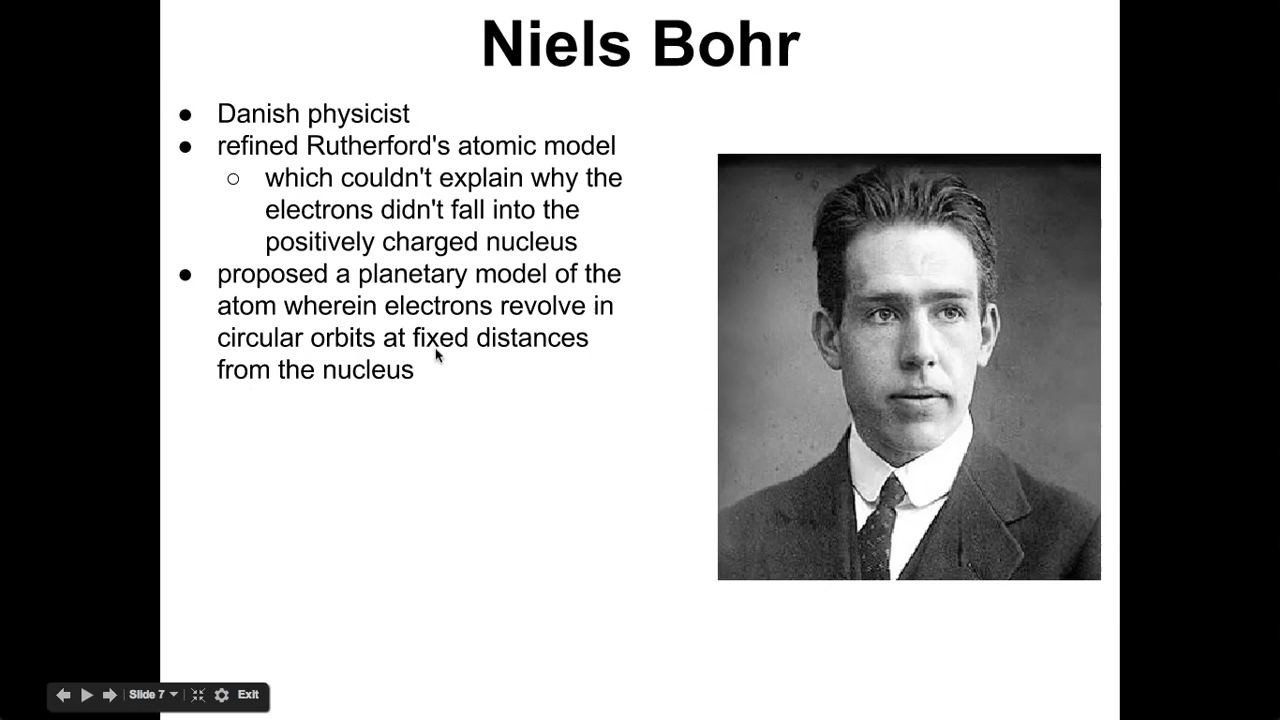 Niels Bohr
● Danish physicist
● refined Rutherford's atomic model
○ which couldn't explain why the
electrons didn't fall into the
positively charged nucleus
● proposed a planetary model of the
atom wherein electrons revolve in
circular orbits at fixed distances
from the nucleus
Slide 7 Exit